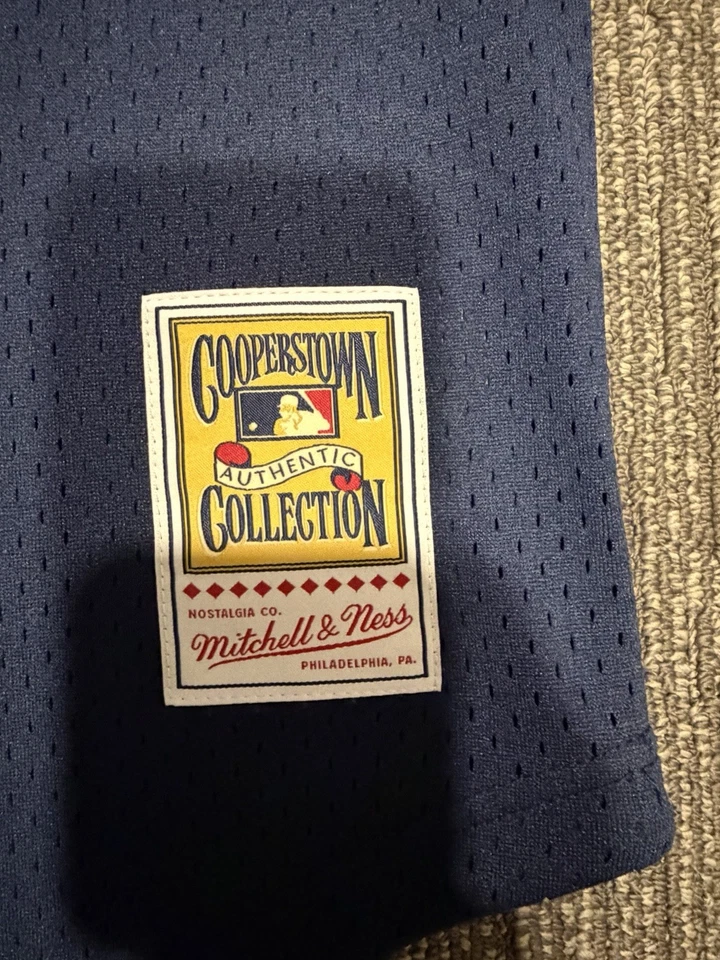 COOPERSTOWN
AUTHENTIC
COLLECTION
NOSTALGIA CO.
Mitchell & Ness
PHILADELPHIA, PA.